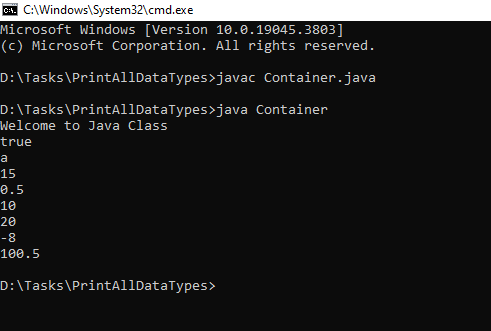 C:\Windows\System32\cmd.exe
Microsoft Windows [Version 10.0.19045.3803]
(c) Microsoft Corporation. All rights reserved.
D:\Tasks\PrintAllDataTypes>javac Container.java
D:\Tasks\PrintAllDataTypes>java Container
Welcome to Java Class
true
a
15
0.5
10
20
-8
100.5
D:\Tasks\PrintAllDataTypes>